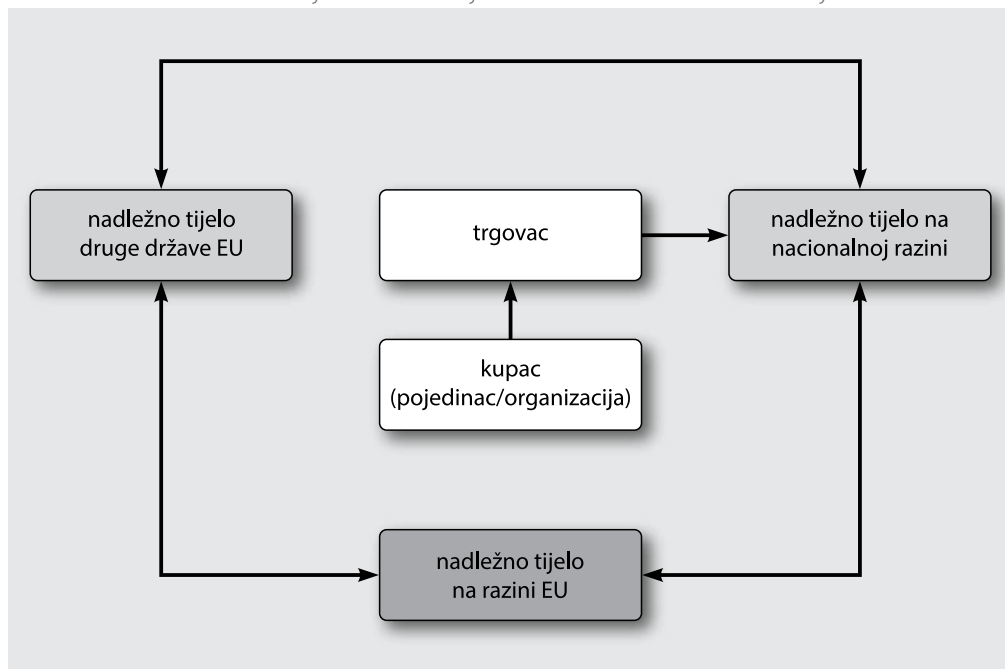 nadležno tijelo
druge države EU
trgovac
nadležno tijelo na
nacionalnoj razini
kupac
(pojedinac/organizacija)
nadležno tijelo
na razini EU